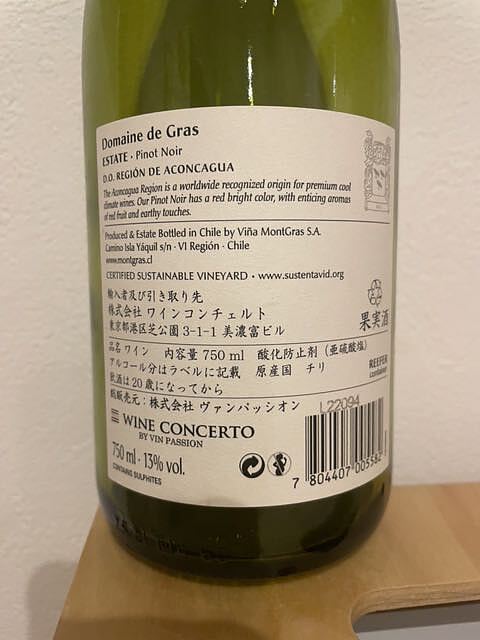 Domaine de Gras
ESTATE • Pinot Noir
D.O. REGIÓN DE ACONCAGUA
The Aconcagua Region is a worldwide recognized origin for premium cool
climate wines. Our Pinot Noir has a red bright color, with enticing aromas
of red fruit and earthy touches.
Produced & Estate Bottled in Chile by Viña MontGras S.A.
Camino Isla Yáquil s/n • VI Región • Chile
www.montgras.cl
CERTIFIED SUSTAINABLE VINEYARD • www.sustentavid.org
輸入者及び引き取り先
株式会社 ワインコンチェルト
東京都港区芝公園3-1-1 美濃富ビル
果実酒
品名 ワイン 内容量 750 ml 酸化防止剤（亜硫酸塩）
アルコール分はラベルに記載 原産国 チリ
REEFER
container
飲酒は20歳になってから
酒販売元：株式会社 ヴァンパッシオン
L22094
WINE CONCERTO
BY VIN PASSION
750 ml • 13% vol.
CONTAINS SULPHITES
7 804407 005582